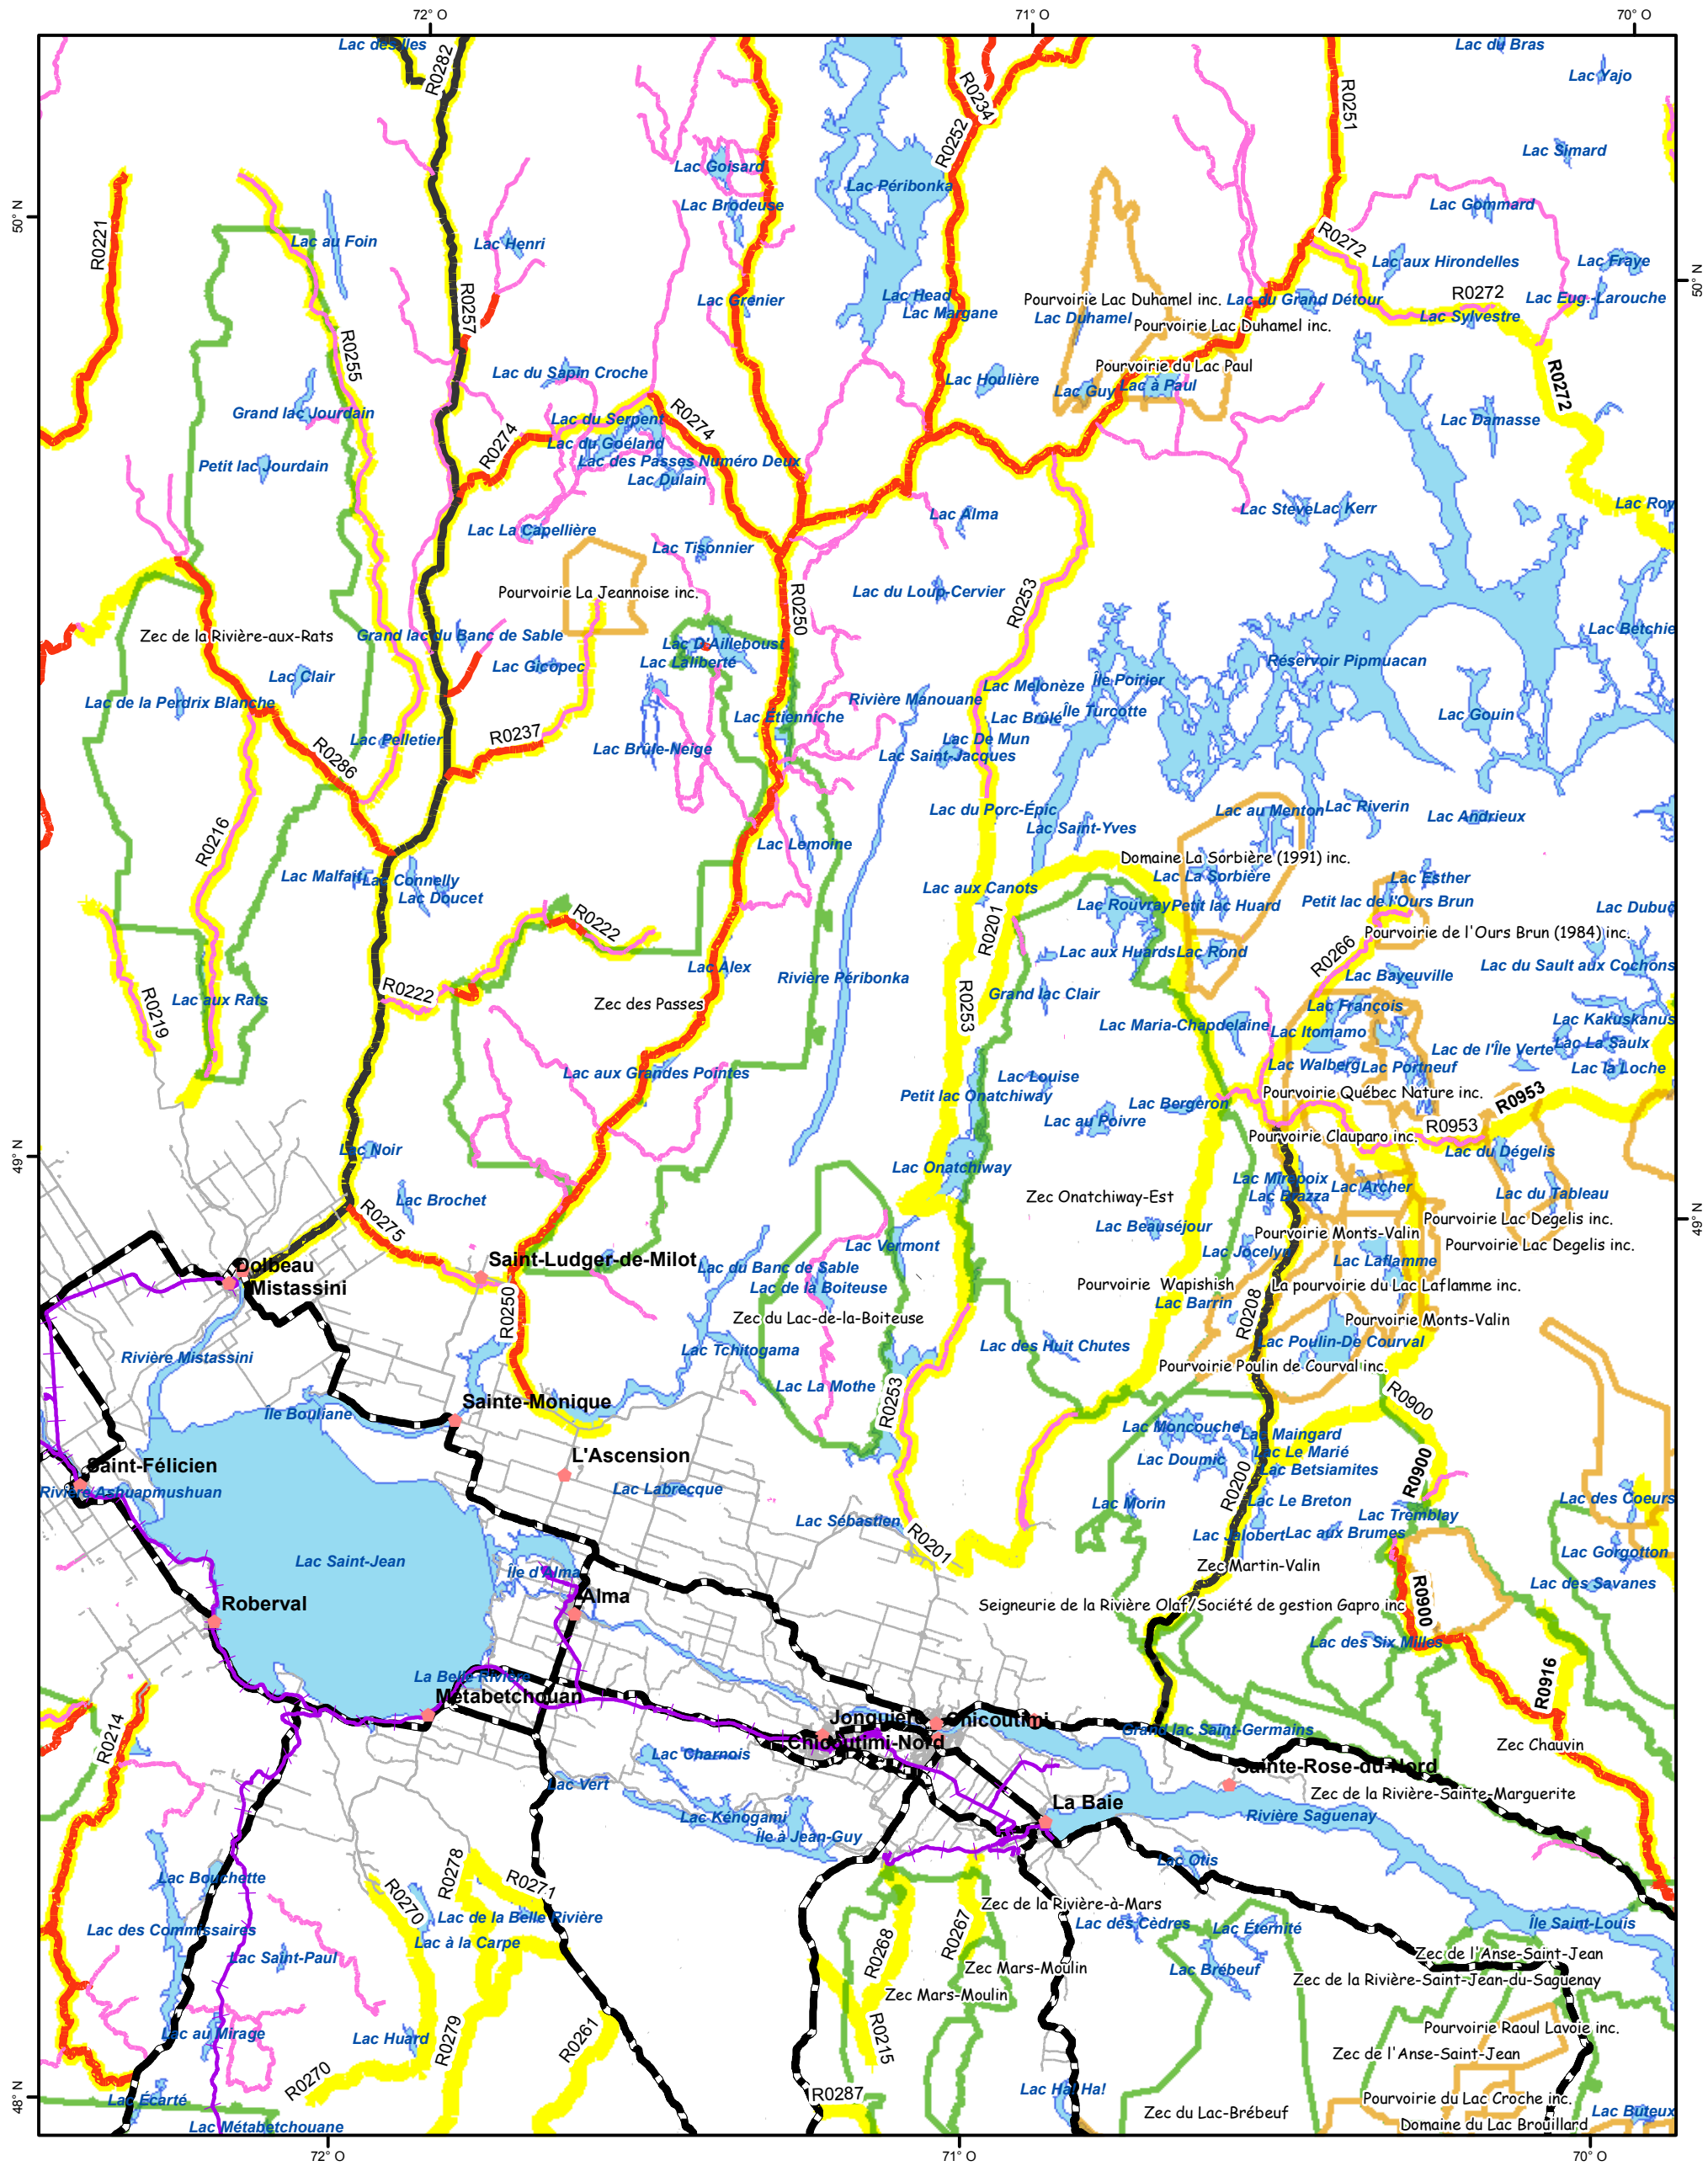 72° O 71° O 70° O
Lac des Iles
R0282
R0234
R0252
R0251
Lac du Bras
Lac Yajo
Lac Simard
Lac Goisard
Lac Péribonka
Lac Brodeuse
Lac Gommard
50° N
R0221
Lac au Foin
Lac Henri
R0272
Lac aux Hirondelles
Lac Fraye
50° N
R0257
Lac Grenier
Lac Head
Lac Margane
Pourvoirie Lac Duhamel inc.
Lac du Grand Détour
R0272
Lac Eug.-Larouche
Lac Duhamel
Pourvoirie Lac Duhamel inc.
Lac Sylvestre
R0255
Lac du Sapin Croche
Lac Houlière
Pourvoirie du Lac Paul
Lac Guy
Lac à Paul
R0272
Grand lac Jourdain
Lac du Serpent
R0274
R0274
Lac Damasse
Lac du Goéland
Petit lac Jourdain
Lac des Passes Numéro Deux
Lac Dulain
Lac La Capellière
Lac Alma
Lac Steve
Lac Kerr
Lac Roy
Lac Tisonnier
Pourvoirie La Jeannoise inc.
R0250
Lac du Loup-Cervier
R0253
Zec de la Rivière-aux-Rats
Grand lac du Banc de Sable
Lac D'Ailleboust
Lac Betchie
Lac Gicopec
Lac Laliberté
Réservoir Pipmuacan
Lac Clair
Lac Melonèze
Île Poirier
Lac de la Perdrix Blanche
Rivière Manouane
Lac Brûlé
Île Turcotte
Lac Gouin
Lac Étienniche
R0286
Lac Pelletier
R0237
Lac Brûle-Neige
Lac De Mun
Lac Saint-Jacques
R0216
Lac du Porc-Épic
Lac au Menton
Lac Riverin
Lac Andrieux
Lac Lemoine
Lac Saint-Yves
Domaine La Sorbière (1991) inc.
Lac Malfait
Lac Connelly
Lac Doucet
Lac aux Canots
Lac La Sorbière
Lac Esther
Lac Rouvray
Petit lac Huard
Petit lac de l'Ours Brun
Lac Dubuc
R0222
R0201
Pourvoirie de l'Ours Brun (1984) inc.
Lac aux Huards
Lac Rond
R0266
Lac Alex
Rivière Péribonka
Lac Bayeuville
Lac du Sault aux Cochons
R0222
R0219
Lac aux Rats
Zec des Passes
R0253
Grand lac Clair
Lac François
Lac Maria-Chapdelaine
Lac Itomamo
Lac Kakuskanus
Lac de l'Île Verte
Lac La Saulx
Lac aux Grandes Pointes
Lac Louise
Lac Walberg
Lac Portneuf
Lac la Loche
Petit lac Onatchiway
Lac Bergeron
Pourvoirie Québec Nature inc.
R0953
Lac au Poivre
Pourvoirie Clauparo inc.
R0953
49° N
Lac Noir
Lac Onatchiway
Lac du Dégelis
Lac Brochet
Zec Onatchiway-Est
Lac Mirepoix
Lac Brazza
Lac Archer
Lac du Tableau
R0275
Lac Beauséjour
Pourvoirie Monts-Valin
Pourvoirie Lac Degelis inc.
49° N
Saint-Ludger-de-Milot
Lac Vermont
Lac Jocelyn
Pourvoirie Lac Degelis inc.
Dolbeau
Mistassini
Lac du Banc de Sable
Lac Laflamme
Lac de la Boiteuse
Pourvoirie Wapishish
La pourvoirie du Lac Laflamme inc.
R0250
Zec du Lac-de-la-Boiteuse
Lac Barrin
R0208
Pourvoirie Monts-Valin
Rivière Mistassini
Lac Tchitogama
Lac des Huit Chutes
Lac Poulin-De Courval
Pourvoirie Poulin de Courval inc.
Lac La Mothe
R0253
R0900
Île Bouliane
Sainte-Monique
Lac Moncouche
Lac Maingard
L'Ascension
Lac Doumic
Lac Le Marié
Lac Betsiamites
R0900
Saint-Félicien
Rivière Ashuapmushuan
Lac Labrecque
R0200
Lac Morin
Lac Le Breton
Lac des Coeurs
Lac Sébastien
R0201
Lac Jalobert
Lac aux Brumes
Lac Tremblay
Lac Saint-Jean
Île d'Alma
Zec Martin-Valin
Lac Gorgotton
Alma
R0900
Lac des Savanes
Roberval
Seigneurie de la Rivière Olaf/Société de gestion Gapro inc.
Lac des Six Milles
La Belle Rivière
R0916
Métabetchouan
R0214
Jonquière
Chicoutimi
Grand lac Saint-Germains
Chicoutimi-Nord
Zec Chauvin
Lac Charnois
Sainte-Rose-du-Nord
Lac Vert
La Baie
Zec de la Rivière-Sainte-Marguerite
Lac Kénogami
Rivière Saguenay
Île à Jean-Guy
Lac Bouchette
R0278
R0271
Lac Otis
R0270
Zec de la Rivière-à-Mars
Lac des Commissaires
Lac de la Belle Rivière
Lac des Cèdres
Lac Éternité
Île Saint-Louis
Lac à la Carpe
R0268
R0267
Lac Saint-Paul
Zec Mars-Moulin
Lac Brébeuf
Zec de l'Anse-Saint-Jean
Zec de la Rivière-Saint-Jean-du-Saguenay
Zec Mars-Moulin
Lac au Mirage
Lac Huard
R0279
R0261
R0215
Pourvoirie Raoul Lavoie inc.
Zec de l'Anse-Saint-Jean
R0270
48° N
Lac Écarté
R0287
Lac Ha! Ha!
Pourvoirie du Lac Croche inc.
Zec du Lac-Brébeuf
Lac Buteux
Lac Métabetchouane
Domaine du Lac Brouillard
72° O 71° O 70° O